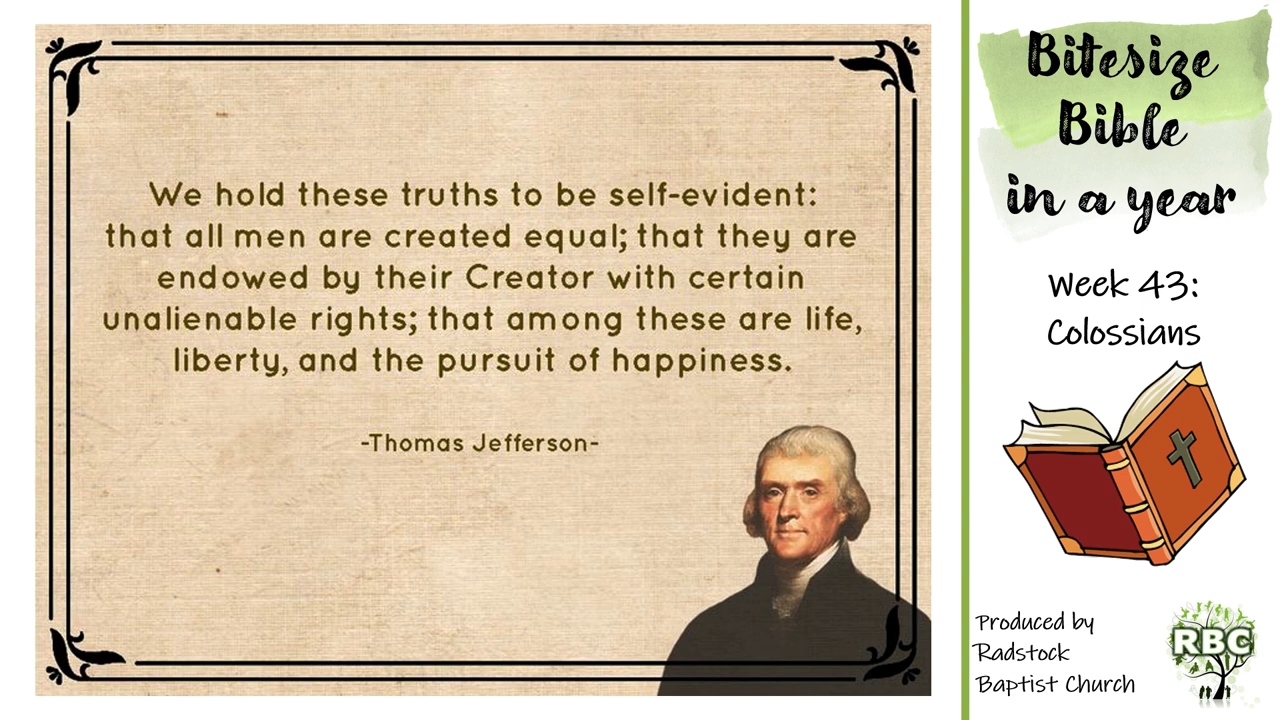 We hold these truths to be self-evident:
that all men are created equal; that they are
endowed by their Creator with certain
unalienable rights; that among these are life,
liberty, and the pursuit of happiness.
-Thomas Jefferson-
Bitesize
Bible
in a year
Week 43:
Colossians
Produced by
Radstock
Baptist Church
RBC